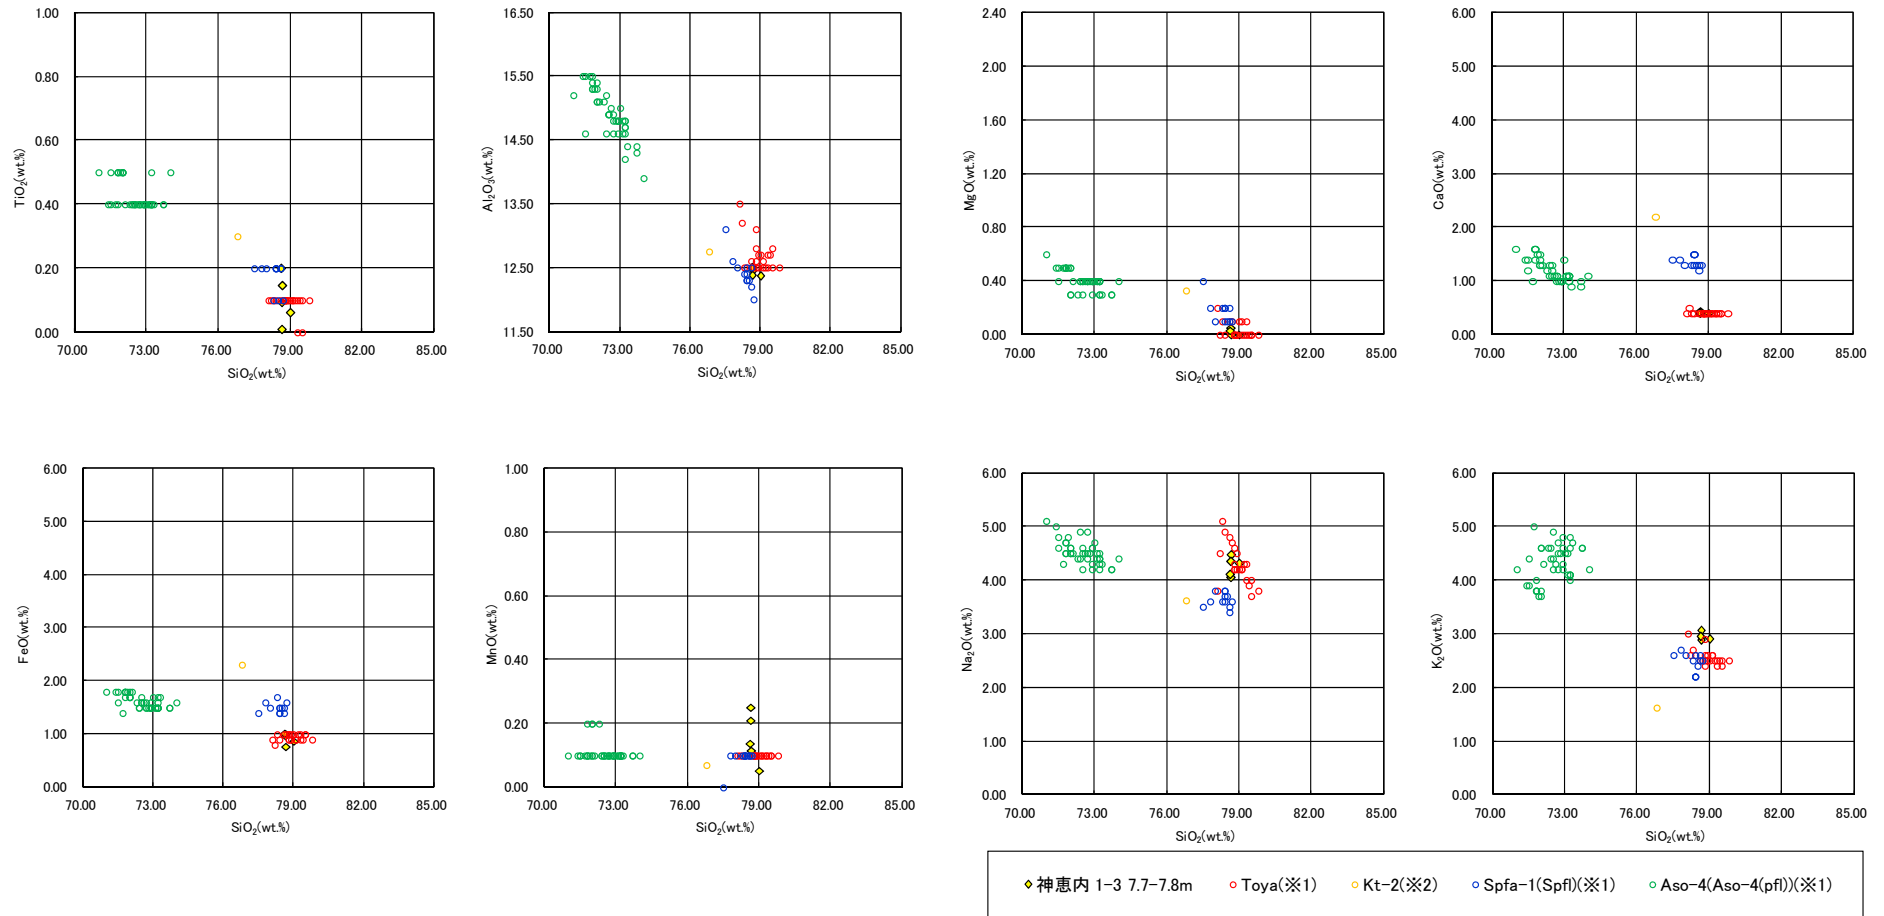 1.00
0.80
0.60
0.40
0.20
0.00
TiO₂(wt.%)
70.00 73.00 76.00 79.00 82.00 85.00
SiO₂(wt.%)
16.50
15.50
14.50
13.50
12.50
11.50
Al₂O₃(wt.%)
70.00 73.00 76.00 79.00 82.00 85.00
SiO₂(wt.%)
2.40
2.00
1.60
1.20
0.80
0.40
0.00
MgO(wt.%)
70.00 73.00 76.00 79.00 82.00 85.00
SiO₂(wt.%)
6.00
5.00
4.00
3.00
2.00
1.00
0.00
CaO(wt.%)
70.00 73.00 76.00 79.00 82.00 85.00
SiO₂(wt.%)
6.00
5.00
4.00
3.00
2.00
1.00
0.00
FeO(wt.%)
70.00 73.00 76.00 79.00 82.00 85.00
SiO₂(wt.%)
1.00
0.80
0.60
0.40
0.20
0.00
MnO(wt.%)
70.00 73.00 76.00 79.00 82.00 85.00
SiO₂(wt.%)
6.00
5.00
4.00
3.00
2.00
1.00
0.00
Na₂O(wt.%)
70.00 73.00 76.00 79.00 82.00 85.00
SiO₂(wt.%)
6.00
5.00
4.00
3.00
2.00
1.00
0.00
K₂O(wt.%)
70.00 73.00 76.00 79.00 82.00 85.00
SiO₂(wt.%)
神恵内 1-3 7.7-7.8m Toya(※1) Kt-2(※2) Spfa-1(Spfl)(※1) Aso-4(Aso-4(pfl))(※1)